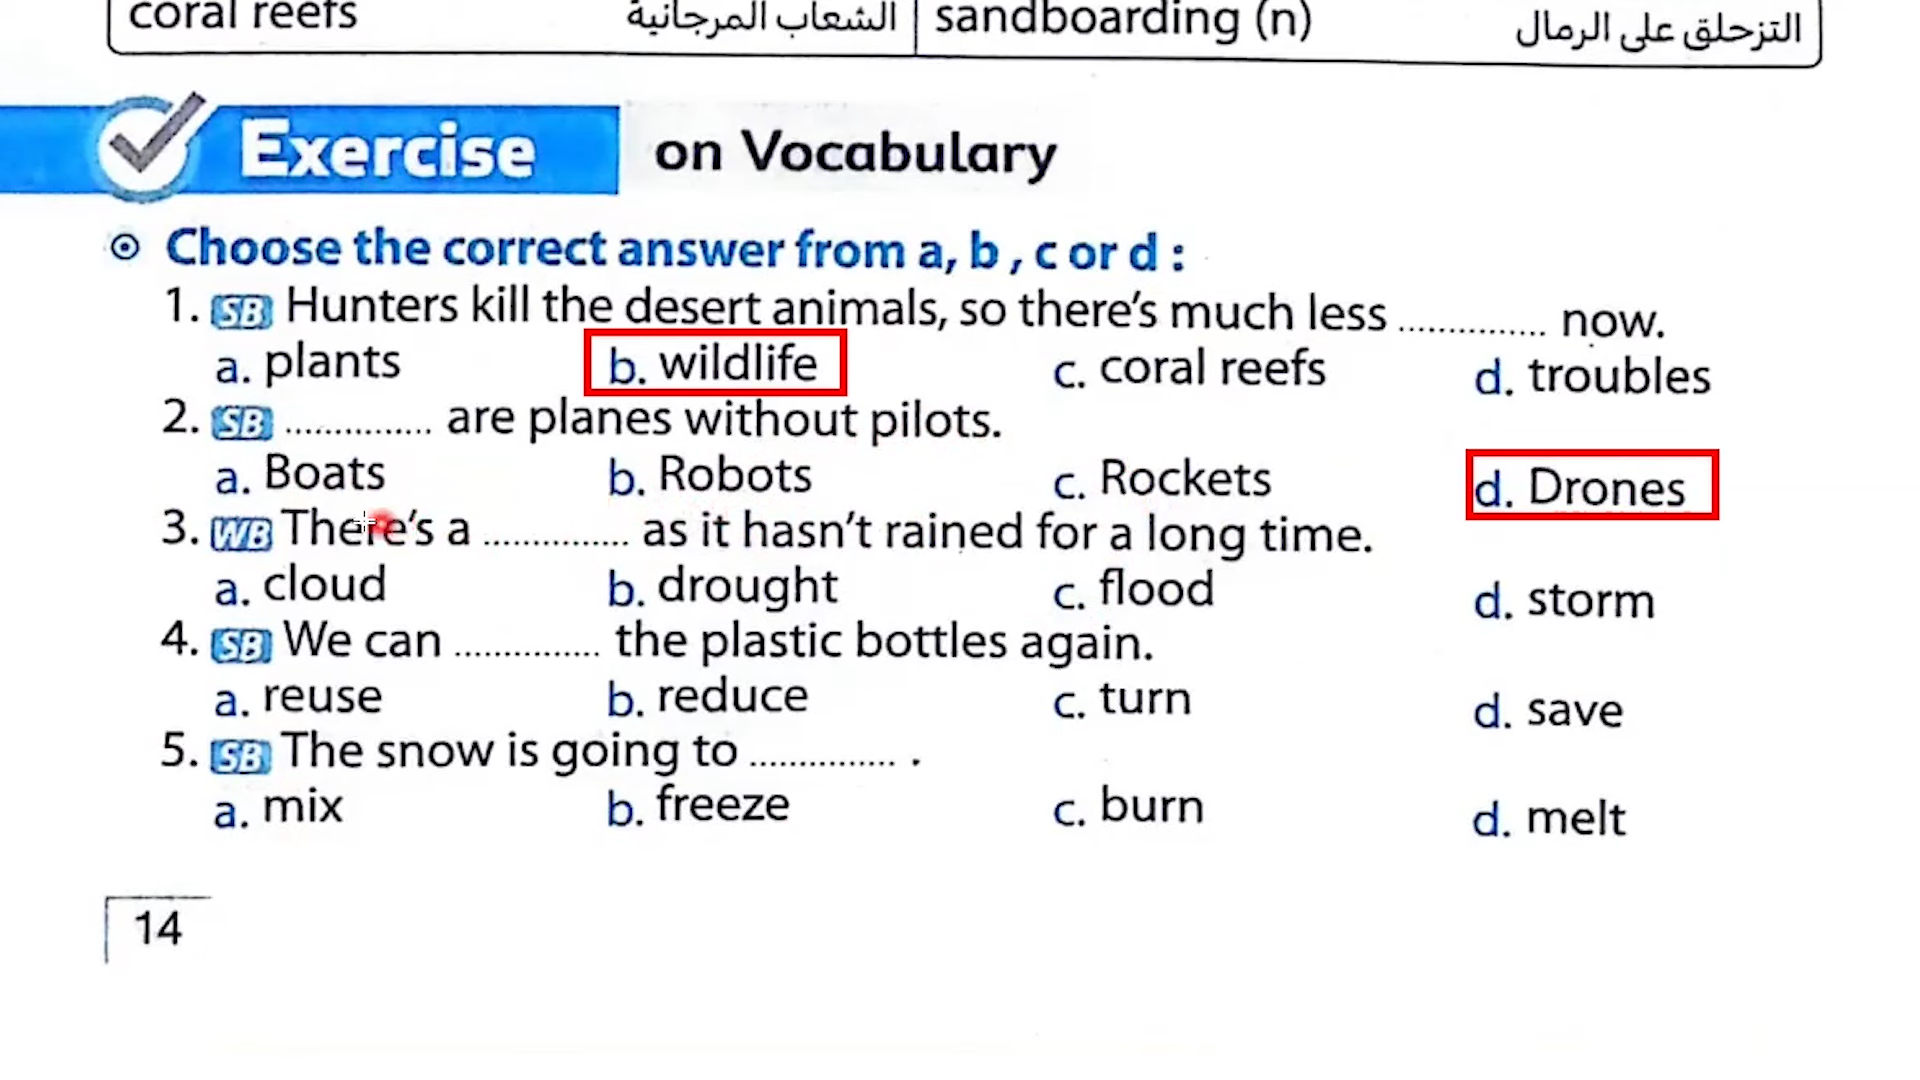 coral reefs الشعاب المرجانية sandboarding (n) التزحلق على الرمال
Exercise on Vocabulary
Choose the correct answer from a, b , c or d :
1. SB Hunters kill the desert animals, so there's much less ............... now.
a. plants b. wildlife c. coral reefs d. troubles
2. SB ............... are planes without pilots.
a. Boats b. Robots c. Rockets d. Drones
3. WB There's a ............... as it hasn't rained for a long time.
a. cloud b. drought c. flood d. storm
4. SB We can ............... the plastic bottles again.
a. reuse b. reduce c. turn d. save
5. SB The snow is going to ............... .
a. mix b. freeze c. burn d. melt
14